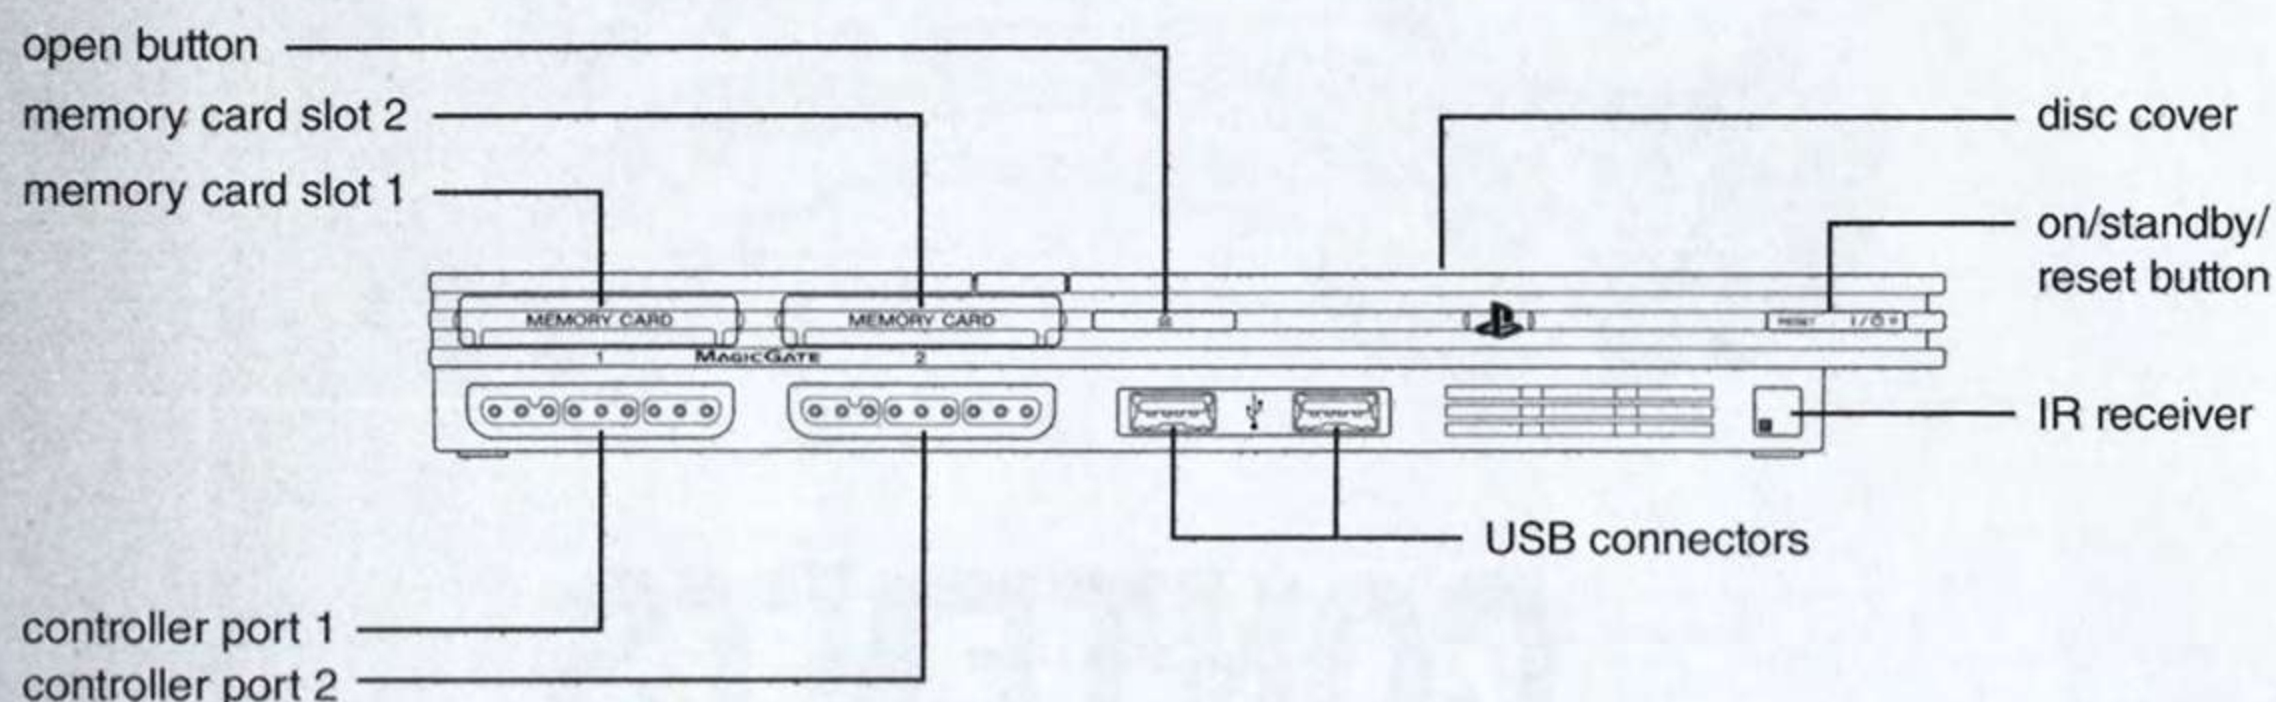 open button
memory card slot 2
memory card slot 1
disc cover
on/standby/
reset button
IR receiver
MEMORY CARD
MEMORY CARD
RESET I/
1
MAGICGATE
2
USB connectors
controller port 1
controller port 2